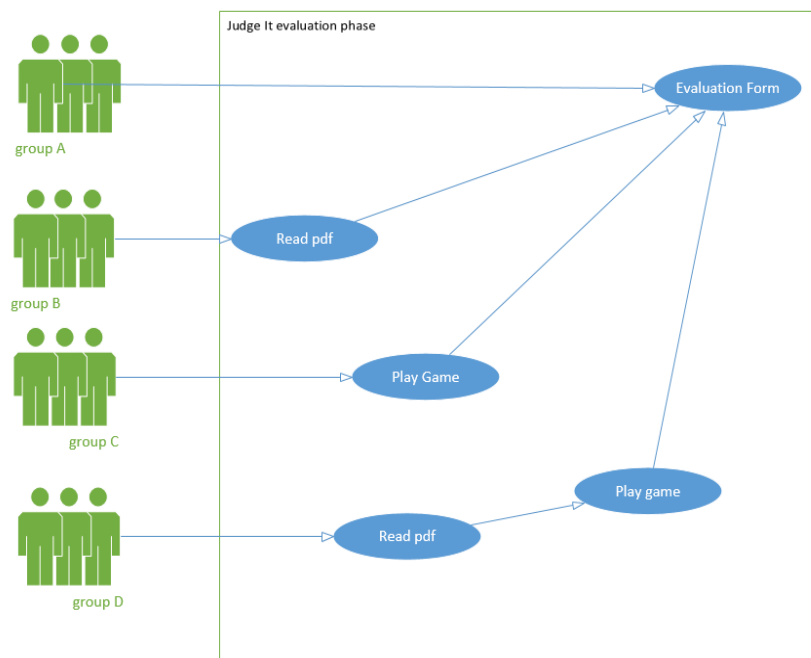 Judge It evaluation phase
Evaluation Form
group A
Read pdf
group B
Play Game
group C
Play game
Read pdf
group D